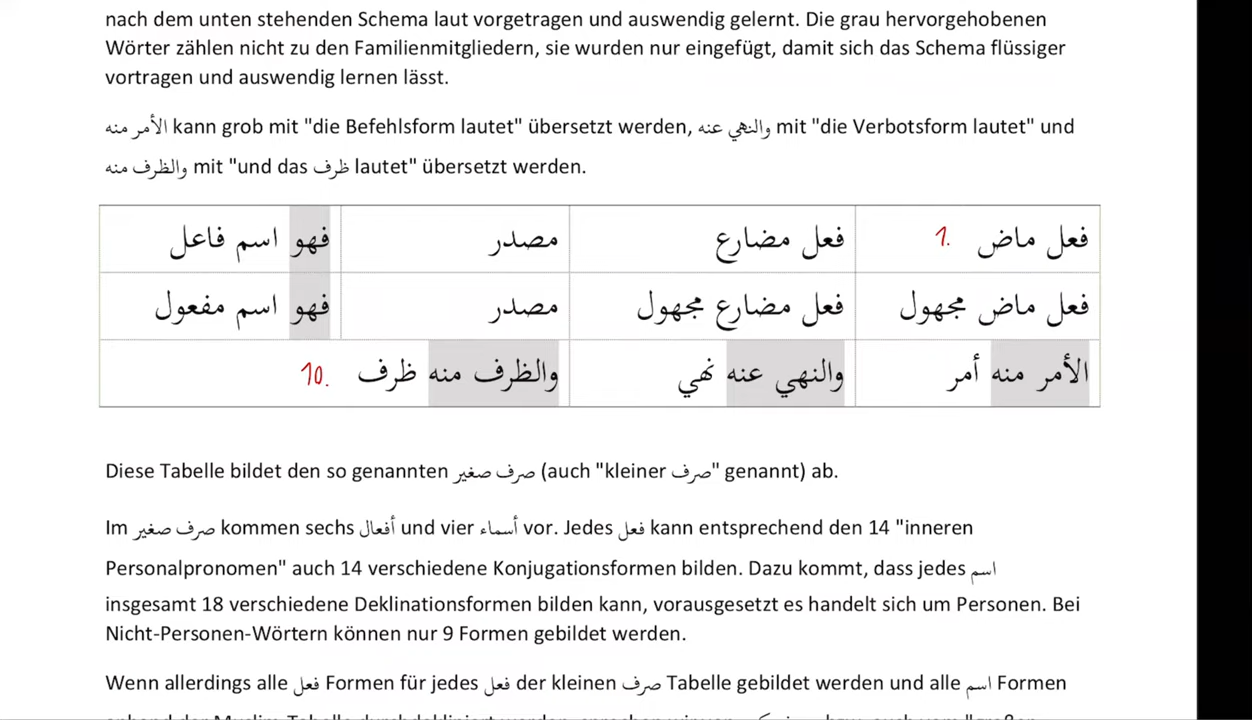 nach dem unten stehenden Schema laut vorgetragen und auswendig gelernt. Die grau hervorgehobenen
Wörter zählen nicht zu den Familienmitgliedern, sie wurden nur eingefügt, damit sich das Schema flüssiger
vortragen und auswendig lernen lässt.
الأمر منه kann grob mit "die Befehlsform lautet" übersetzt werden, والنهي عنه mit "die Verbotsform lautet" und
والظرف منه mit "und das ظرف lautet" übersetzt werden.
فعل ماض 1. فعل مضارع مصدر فهو اسم فاعل
فعل ماض مجهول فعل مضارع مجهول مصدر فهو اسم مفعول
الأمر منه أمر والنهي عنه نهي والظرف منه ظرف 10.
Diese Tabelle bildet den so genannten صرف صغير (auch "kleiner صرف" genannt) ab.
Im صرف صغير kommen sechs أفعال und vier أسماء vor. Jedes فعل kann entsprechend den 14 "inneren
Personalpronomen" auch 14 verschiedene Konjugationsformen bilden. Dazu kommt, dass jedes اسم
insgesamt 18 verschiedene Deklinationsformen bilden kann, vorausgesetzt es handelt sich um Personen. Bei
Nicht-Personen-Wörtern können nur 9 Formen gebildet werden.
Wenn allerdings alle فعل Formen für jedes فعل der kleinen صرف Tabelle gebildet werden und alle اسم Formen